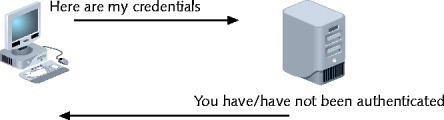 Here are my credentials
You have/have not been authenticated